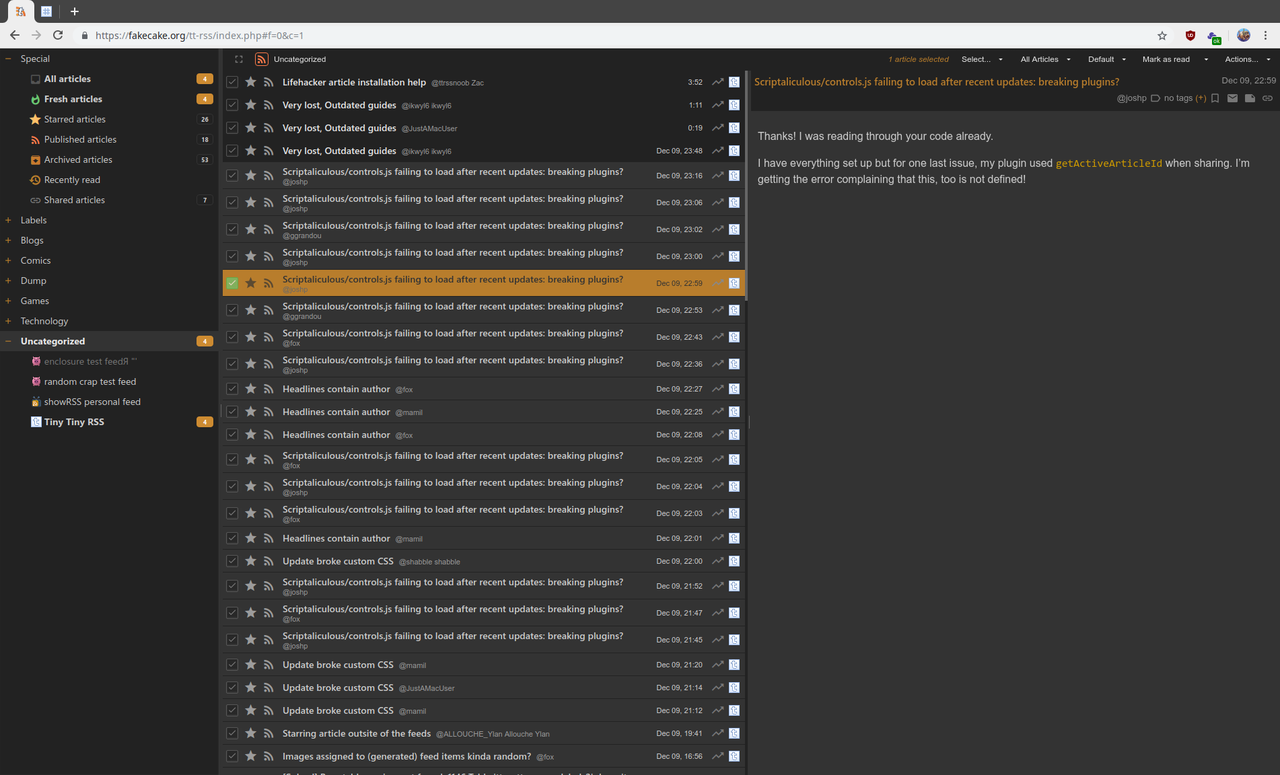 https://fakecake.org/tt-rss/index.php#f=0&c=1
Special
All articles 4
Fresh articles 4
Starred articles 26
Published articles 18
Archived articles 53
Recently read
Shared articles 7
Labels
Blogs
Comics
Dump
Games
Technology
Uncategorized 4
enclosure test feedЯ
random crap test feed
showRSS personal feed
Tiny Tiny RSS 4
Uncategorized 1 article selected Select... All Articles Default Mark as read Actions...
Lifehacker article installation help @ttrssnoob Zac 3:52
Very lost, Outdated guides @ikwyl6 ikwyl6 1:11
Very lost, Outdated guides @JustAMacUser 0:19
Very lost, Outdated guides @ikwyl6 ikwyl6 Dec 09, 23:48
Scriptaliculous/controls.js failing to load after recent updates: breaking plugins? Dec 09, 23:16
@joshp
Scriptaliculous/controls.js failing to load after recent updates: breaking plugins? Dec 09, 23:06
@joshp
Scriptaliculous/controls.js failing to load after recent updates: breaking plugins? Dec 09, 23:02
@ggrandou
Scriptaliculous/controls.js failing to load after recent updates: breaking plugins? Dec 09, 23:00
@joshp
Scriptaliculous/controls.js failing to load after recent updates: breaking plugins? Dec 09, 22:59
@joshp
Scriptaliculous/controls.js failing to load after recent updates: breaking plugins? Dec 09, 22:53
@ggrandou
Scriptaliculous/controls.js failing to load after recent updates: breaking plugins? Dec 09, 22:43
@fox
Scriptaliculous/controls.js failing to load after recent updates: breaking plugins? Dec 09, 22:36
@joshp
Headlines contain author @fox Dec 09, 22:27
Headlines contain author @mamil Dec 09, 22:25
Headlines contain author @fox Dec 09, 22:08
Scriptaliculous/controls.js failing to load after recent updates: breaking plugins? Dec 09, 22:05
@fox
Scriptaliculous/controls.js failing to load after recent updates: breaking plugins? Dec 09, 22:04
@joshp
Scriptaliculous/controls.js failing to load after recent updates: breaking plugins? Dec 09, 22:03
@fox
Headlines contain author @mamil Dec 09, 22:01
Update broke custom CSS @shabble shabble Dec 09, 22:00
Scriptaliculous/controls.js failing to load after recent updates: breaking plugins? Dec 09, 21:52
@joshp
Scriptaliculous/controls.js failing to load after recent updates: breaking plugins? Dec 09, 21:47
@fox
Scriptaliculous/controls.js failing to load after recent updates: breaking plugins? Dec 09, 21:45
@joshp
Update broke custom CSS @mamil Dec 09, 21:20
Update broke custom CSS @JustAMacUser Dec 09, 21:14
Update broke custom CSS @mamil Dec 09, 21:12
Starring article outsite of the feeds @ALLOUCHE_Ylan Allouche Ylan Dec 09, 19:41
Images assigned to (generated) feed items kinda random? @fox Dec 09, 16:56
Scriptaliculous/controls.js failing to load after recent updates: breaking plugins? Dec 09, 22:59
@joshp no tags (+)
Thanks! I was reading through your code already.
I have everything set up but for one last issue, my plugin used getActiveArticleId when sharing. I'm
getting the error complaining that this, too is not defined!